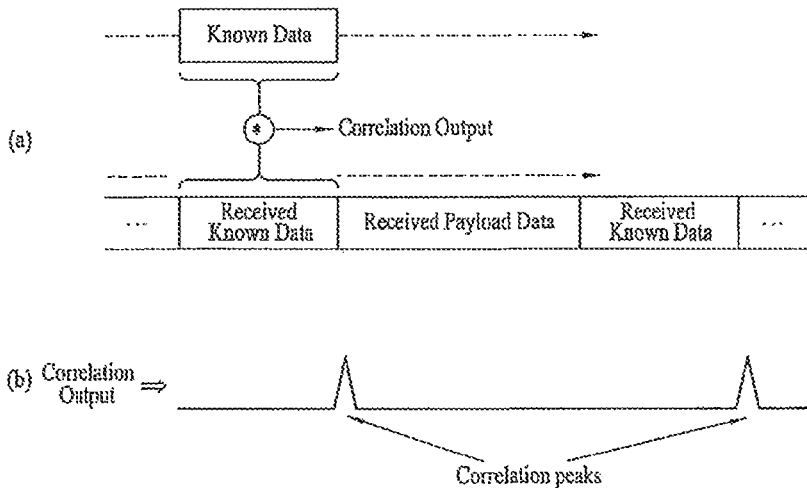 Known Data
(a)
*
Correlation Output
...
Received
Known Data
Received Payload Data
Received
Known Data
...
(b)
Correlation
Output
⇒
Correlation peaks